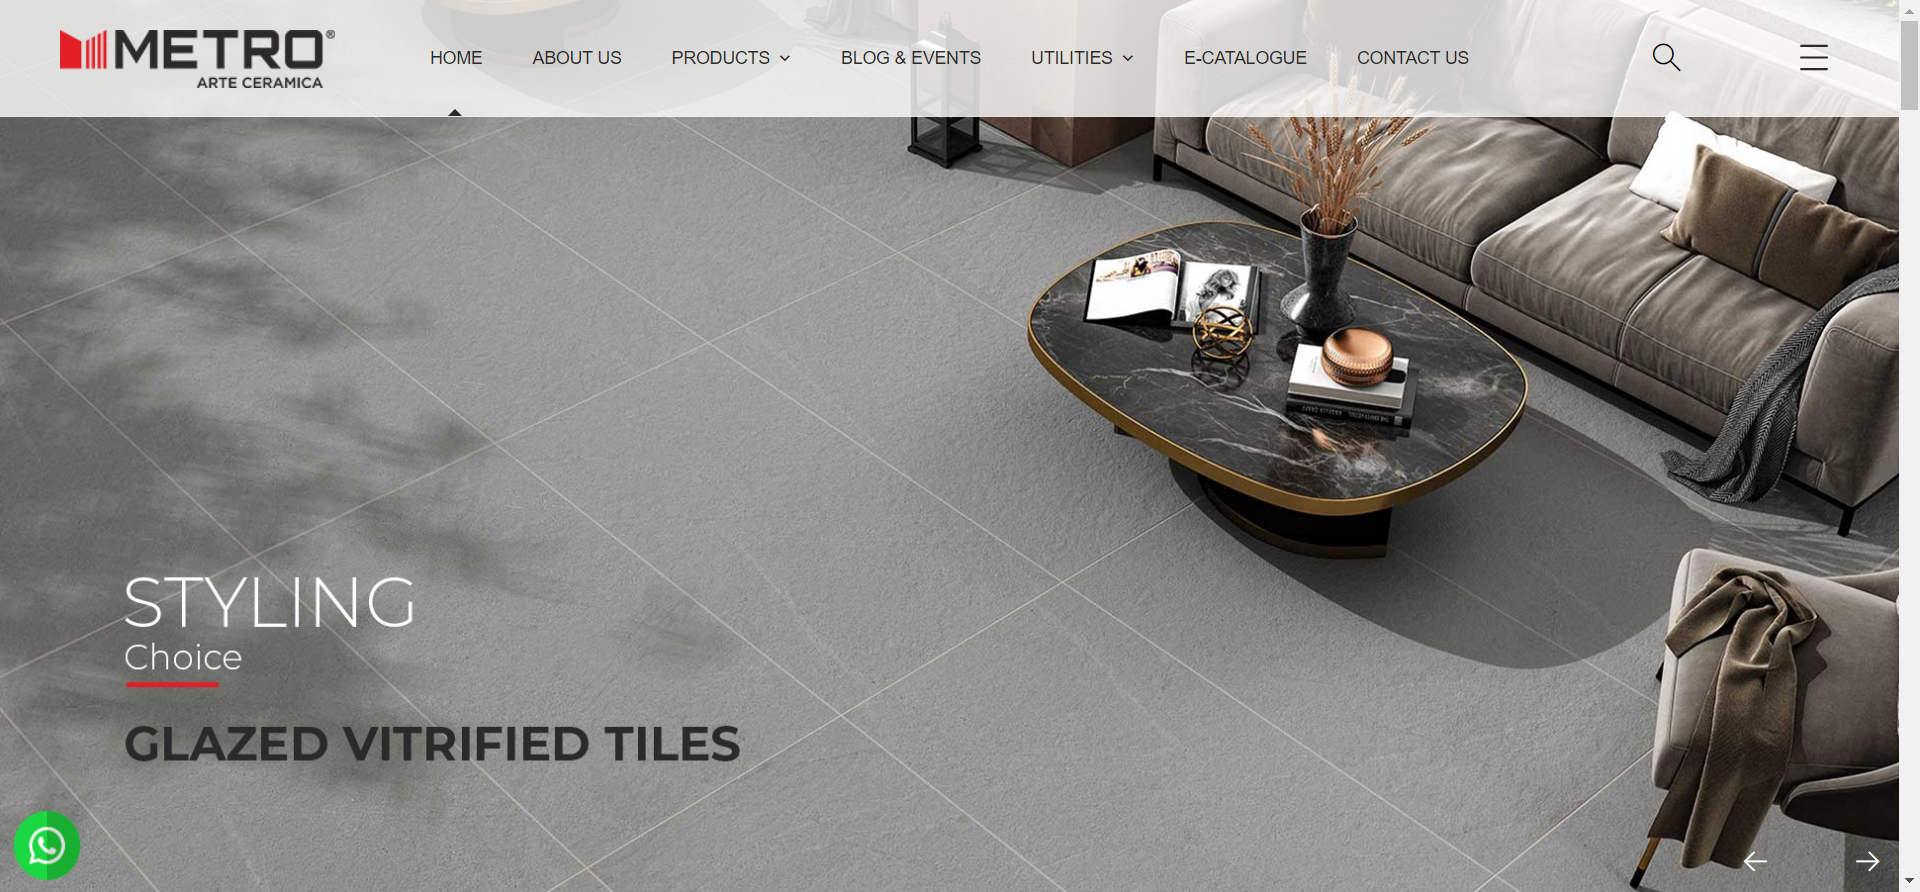 METRO®
ARTE CERAMICA
HOME
ABOUT US
PRODUCTS
BLOG & EVENTS
UTILITIES
E-CATALOGUE
CONTACT US
STYLING
Choice
GLAZED VITRIFIED TILES